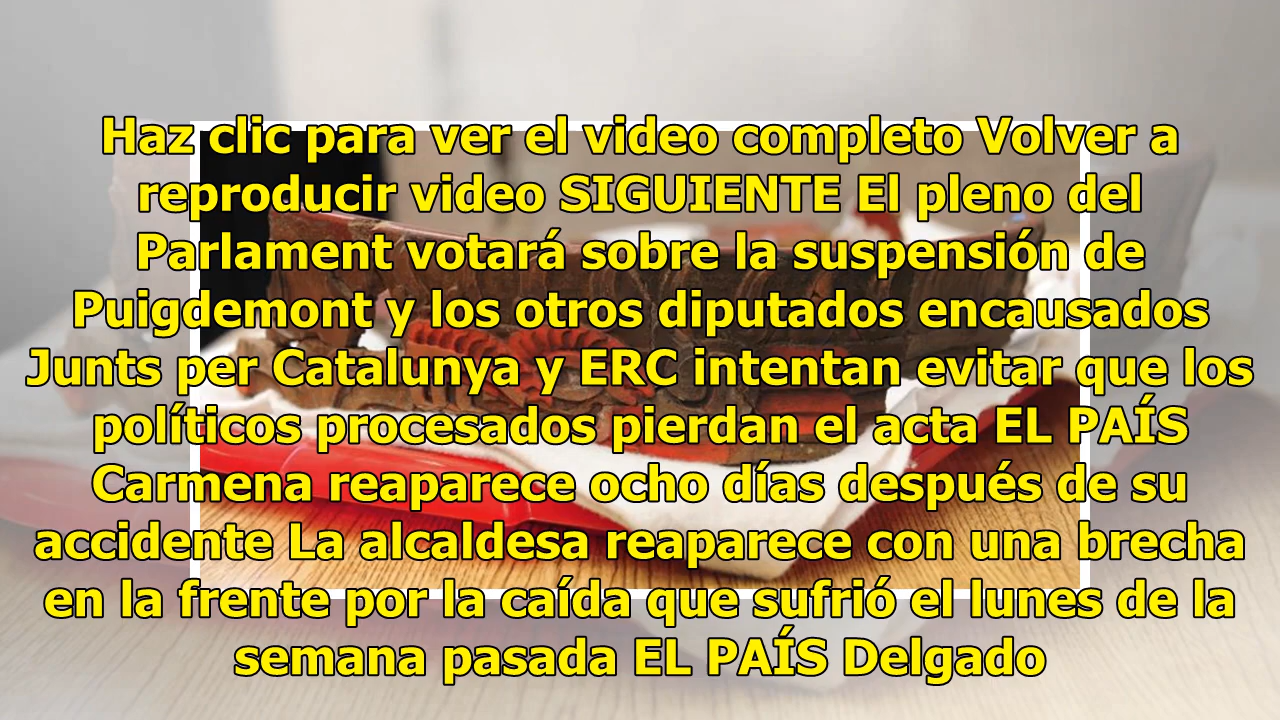 Haz clic para ver el video completo Volver a
reproducir video SIGUIENTE El pleno del
Parlament votará sobre la suspensión de
Puigdemont y los otros diputados encausados
Junts per Catalunya y ERC intentan evitar que los
políticos procesados pierdan el acta EL PAÍS
Carmena reaparece ocho días después de su
accidente La alcaldesa reaparece con una brecha
en la frente por la caída que sufrió el lunes de la
semana pasada EL PAÍS Delgado